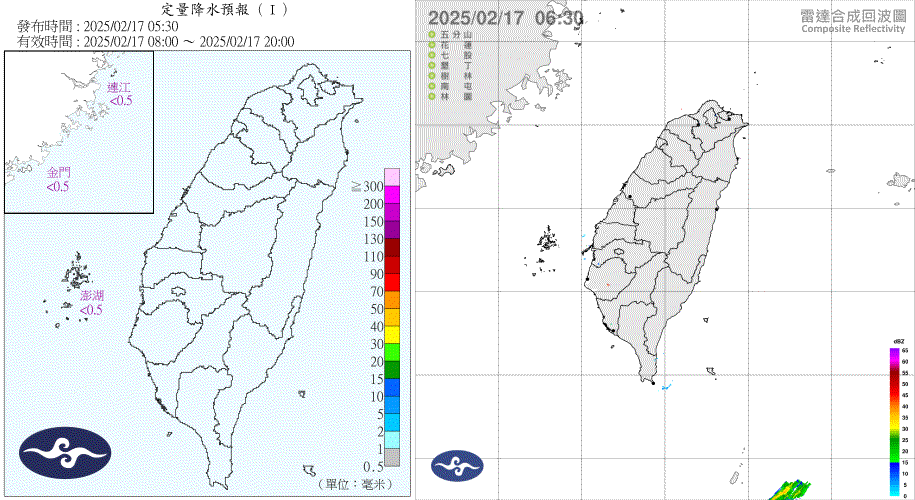 定量降水預報 ( I )
發布時間 : 2025/02/17 05:30
有效時間 : 2025/02/17 08:00 ～ 2025/02/17 20:00
連江
<0.5
金門
<0.5
澎湖
<0.5
≧300
200
150
130
110
90
70
50
40
30
20
15
10
5
2
1
0.5
(單位：毫米)
2025/02/17 06:30
雷達合成回波圖
Composite Reflectivity
五分山
花蓮
七股
墾丁
樹林
南屯
林園
dBZ
65
60
55
50
45
40
35
30
25
20
15
10
5
0